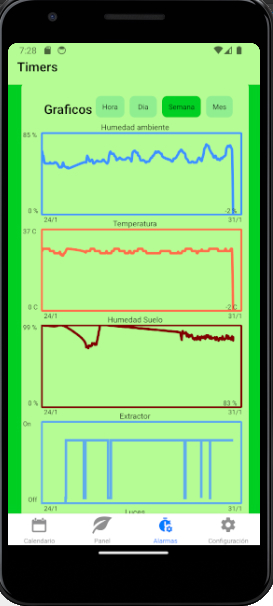 7:28
Timers
Graficos Hora Dia Semana Mes
Humedad ambiente
85 %
0 % -2 %
24/1 31/1
Temperatura
37 C
0 C -2 C
24/1 31/1
Humedad Suelo
99 %
0 % 83 %
24/1 31/1
Extractor
On
Off
24/1 31/1
Luces
Calendario Panel Alarmas Configuración